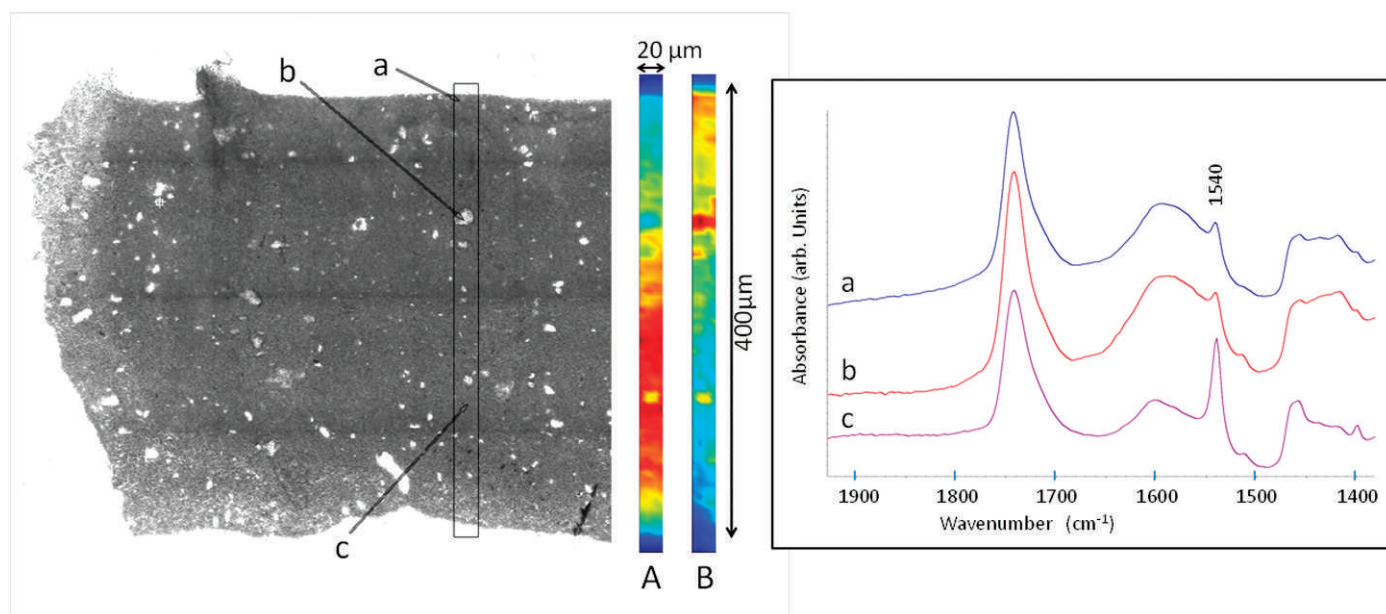 20 µm
a
b
c
400µm
A B
1540
a
b
c
Absorbance (arb. Units)
1900 1800 1700 1600 1500 1400
Wavenumber (cm⁻¹)